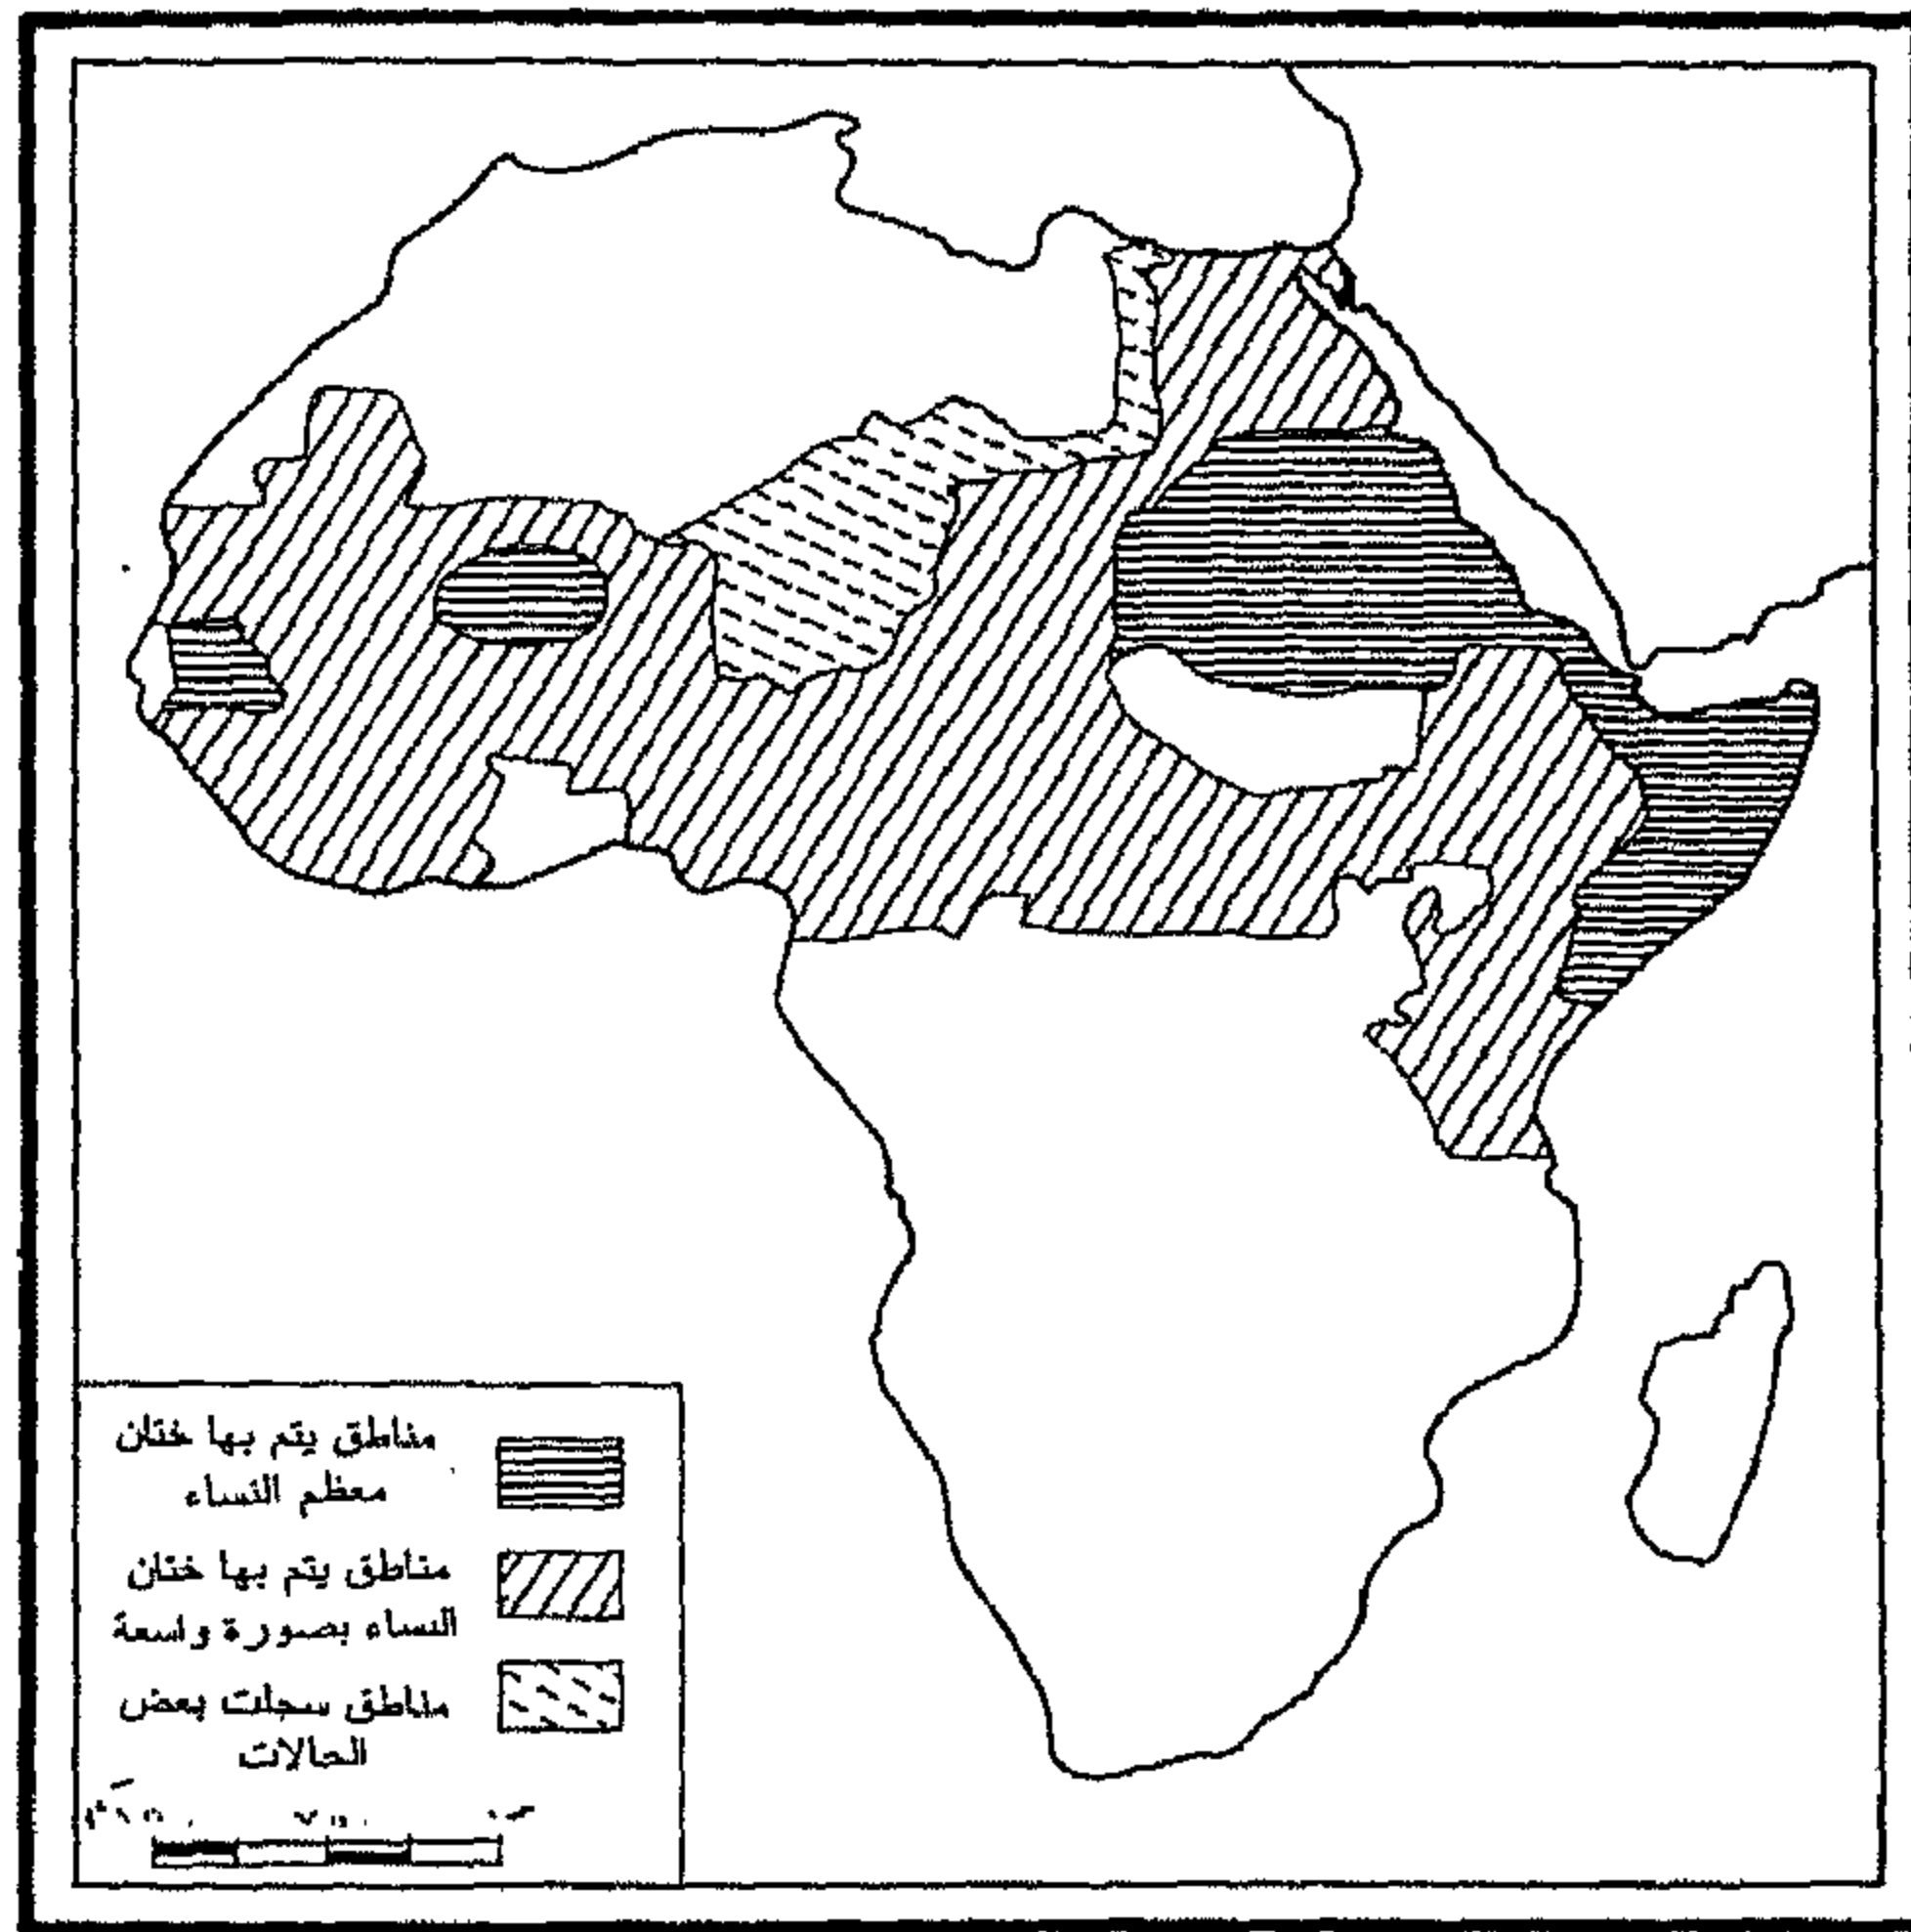 مناطق يتم بها ختان
معظم النساء
مناطق يتم بها ختان
النساء بصورة واسعة
مناطق سجلت بعض
الحالات